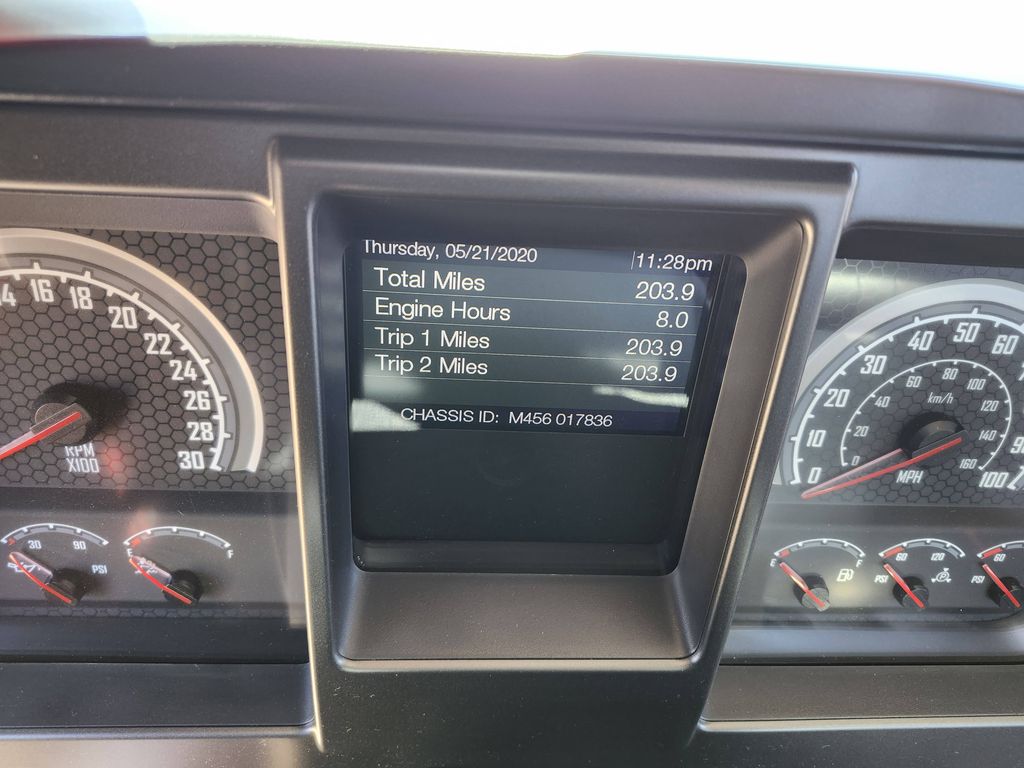 Thursday, 05/21/2020 11:28pm
Total Miles 203.9
Engine Hours 8.0
Trip 1 Miles 203.9
Trip 2 Miles 203.9
CHASSIS ID: M456 017836
16 18 20 22 24 26 28 30
RPM
X100
30 90 PSI
E F
0 10 20 30 40 50 60 100
0 20 40 60 80 100 120 140 160
km/h
MPH
E F
PSI 60 120
PSI 60